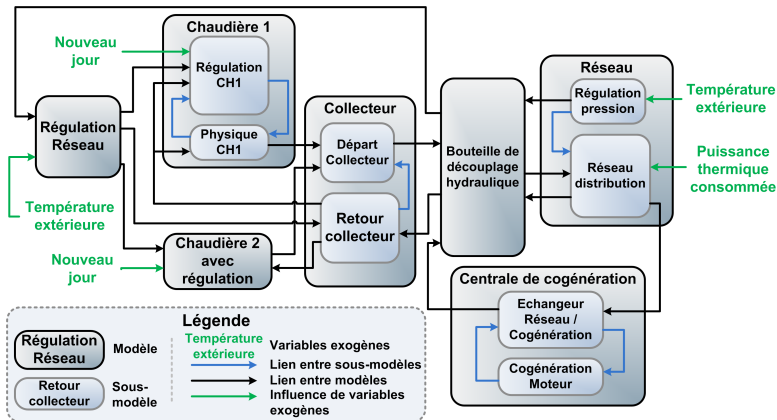 Chaudière 1
Nouveau
jour
Régulation
CH1
Physique
CH1
Régulation
Réseau
Température
extérieure
Nouveau
jour
Chaudière 2
avec
régulation
Collecteur
Départ
Collecteur
Retour
collecteur
Bouteille de
découplage
hydraulique
Réseau
Régulation
pression
Réseau
distribution
Température
extérieure
Puissance
thermique
consommée
Centrale de cogénération
Echangeur
Réseau /
Cogénération
Cogénération
Moteur
Légende
Régulation
Réseau
Modèle
Retour
collecteur
Sous-
modèle
Température
extérieure
Variables exogènes
Lien entre sous-modèles
Lien entre modèles
Influence de variables
exogènes